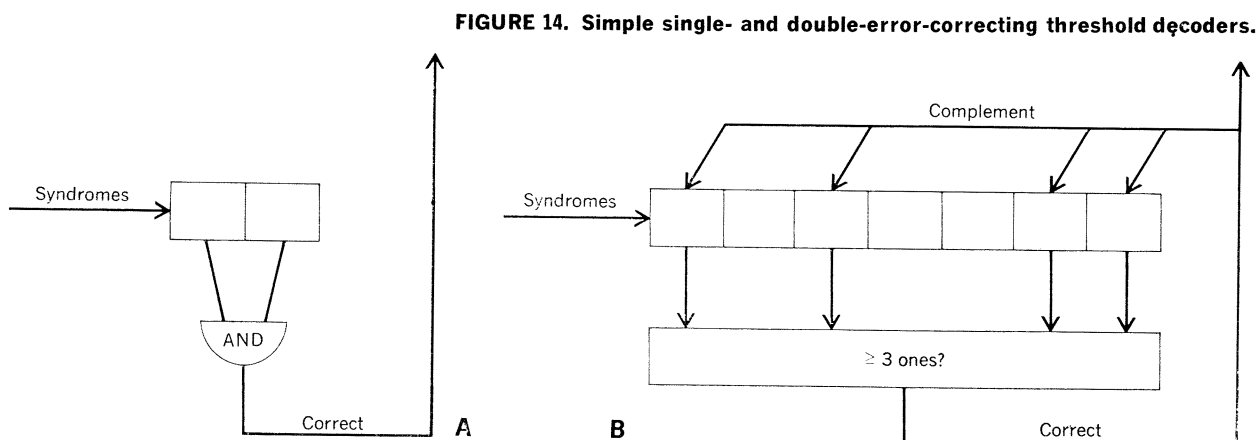 FIGURE 14. Simple single- and double-error-correcting threshold decoders.
Complement
Syndromes
Syndromes
AND
≥ 3 ones?
Correct
A
B
Correct